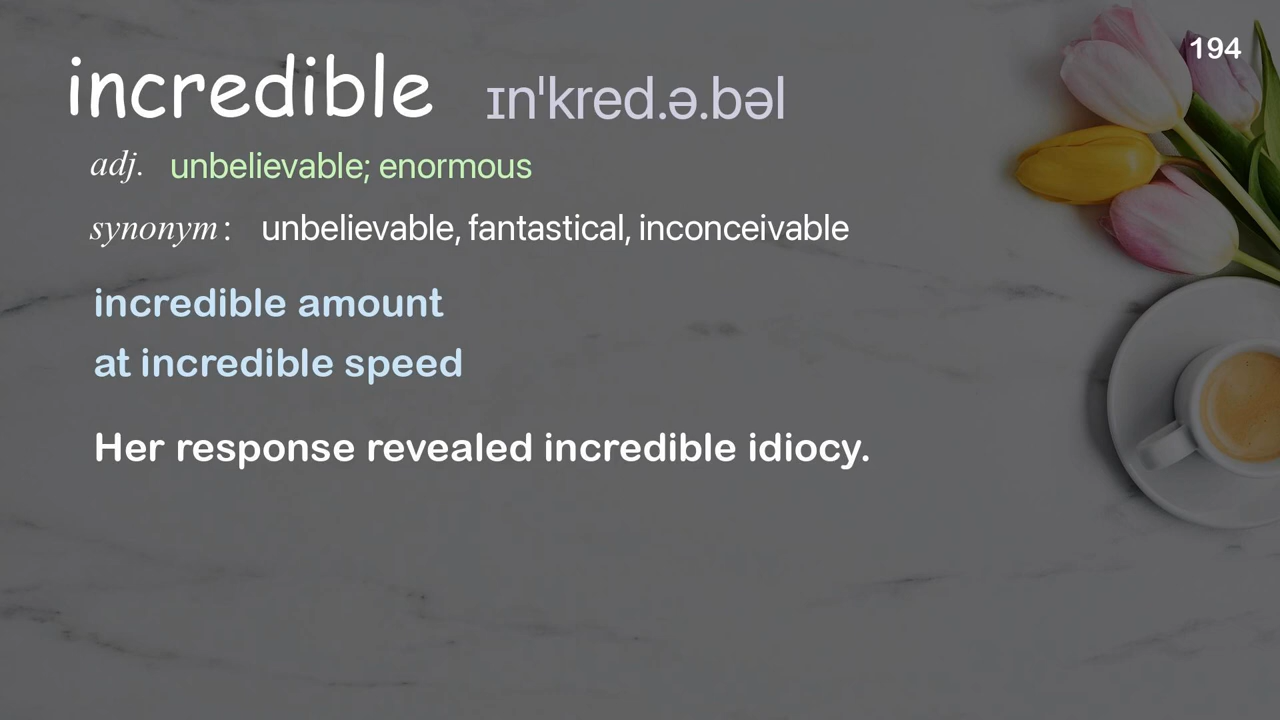 194
incredible ɪnˈkred.ə.bəl
adj. unbelievable; enormous
synonym: unbelievable, fantastical, inconceivable
incredible amount
at incredible speed
Her response revealed incredible idiocy.